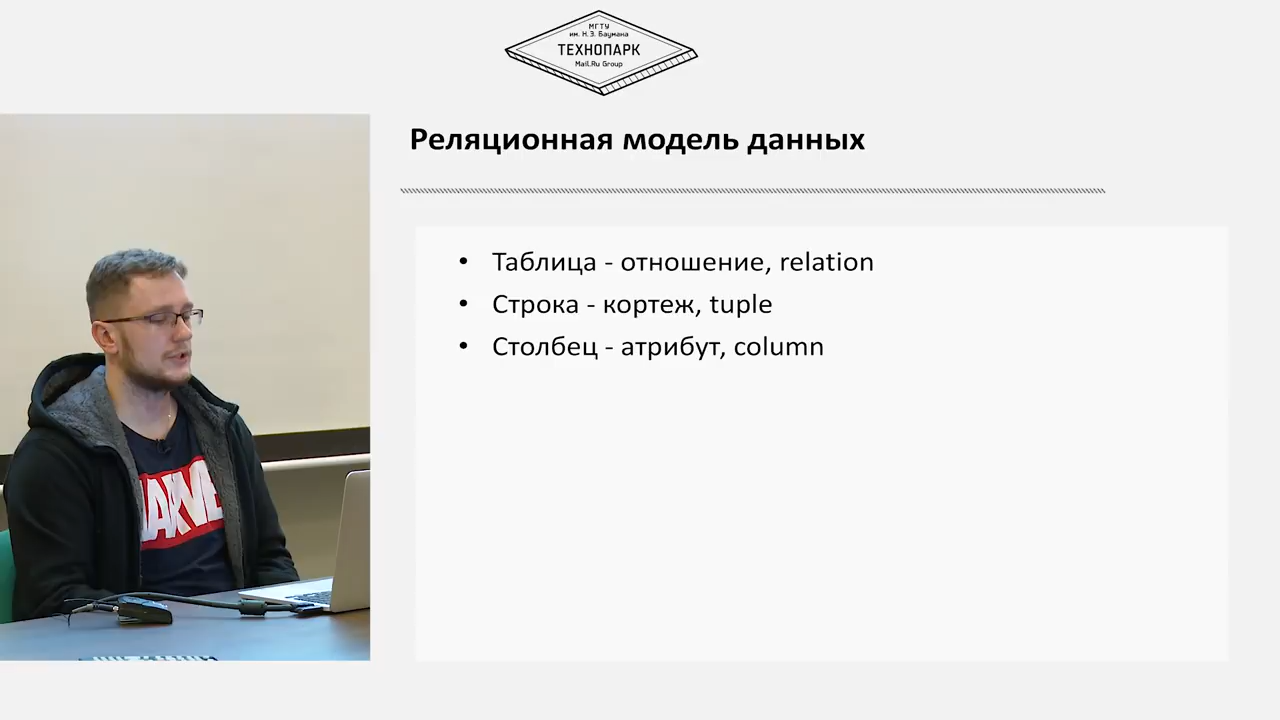 МГТУ
им. Н.Э. Баумана
ТЕХНОПАРК
Mail.Ru Group
Реляционная модель данных
• Таблица - отношение, relation
• Строка - кортеж, tuple
• Столбец - атрибут, column
MARVEL